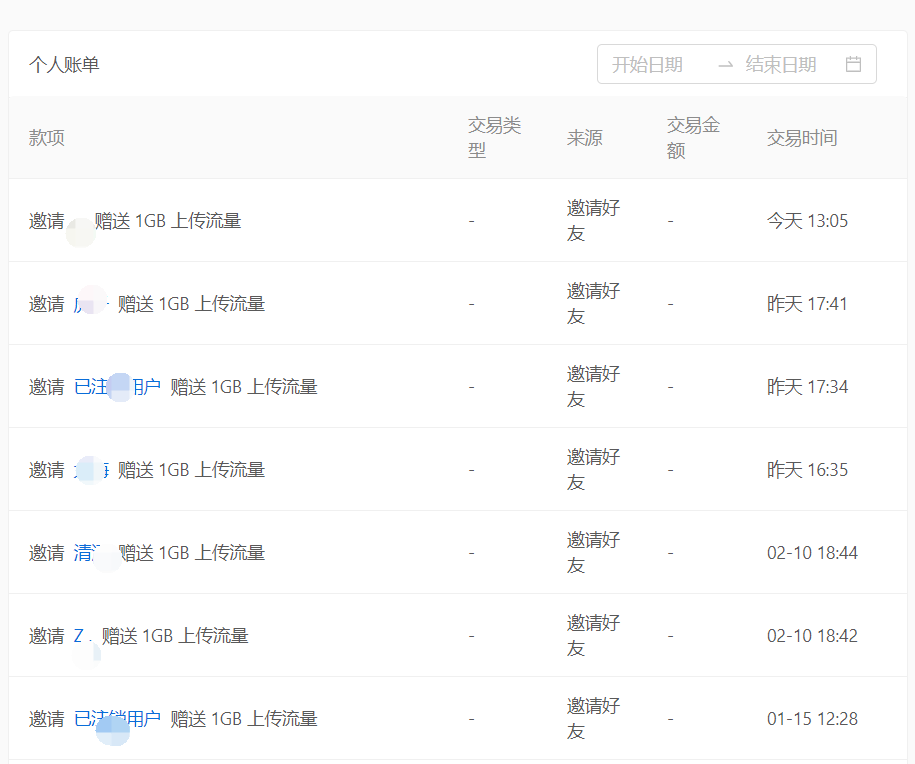 个人账单
开始日期 → 结束日期
款项 交易类型 来源 交易金额 交易时间
邀请 赠送 1GB 上传流量 - 邀请好友 - 今天 13:05
邀请 赠送 1GB 上传流量 - 邀请好友 - 昨天 17:41
邀请 已注 用户 赠送 1GB 上传流量 - 邀请好友 - 昨天 17:34
邀请 赠送 1GB 上传流量 - 邀请好友 - 昨天 16:35
邀请 清 赠送 1GB 上传流量 - 邀请好友 - 02-10 18:44
邀请 Z . 赠送 1GB 上传流量 - 邀请好友 - 02-10 18:42
邀请 已注销用户 赠送 1GB 上传流量 - 邀请好友 - 01-15 12:28